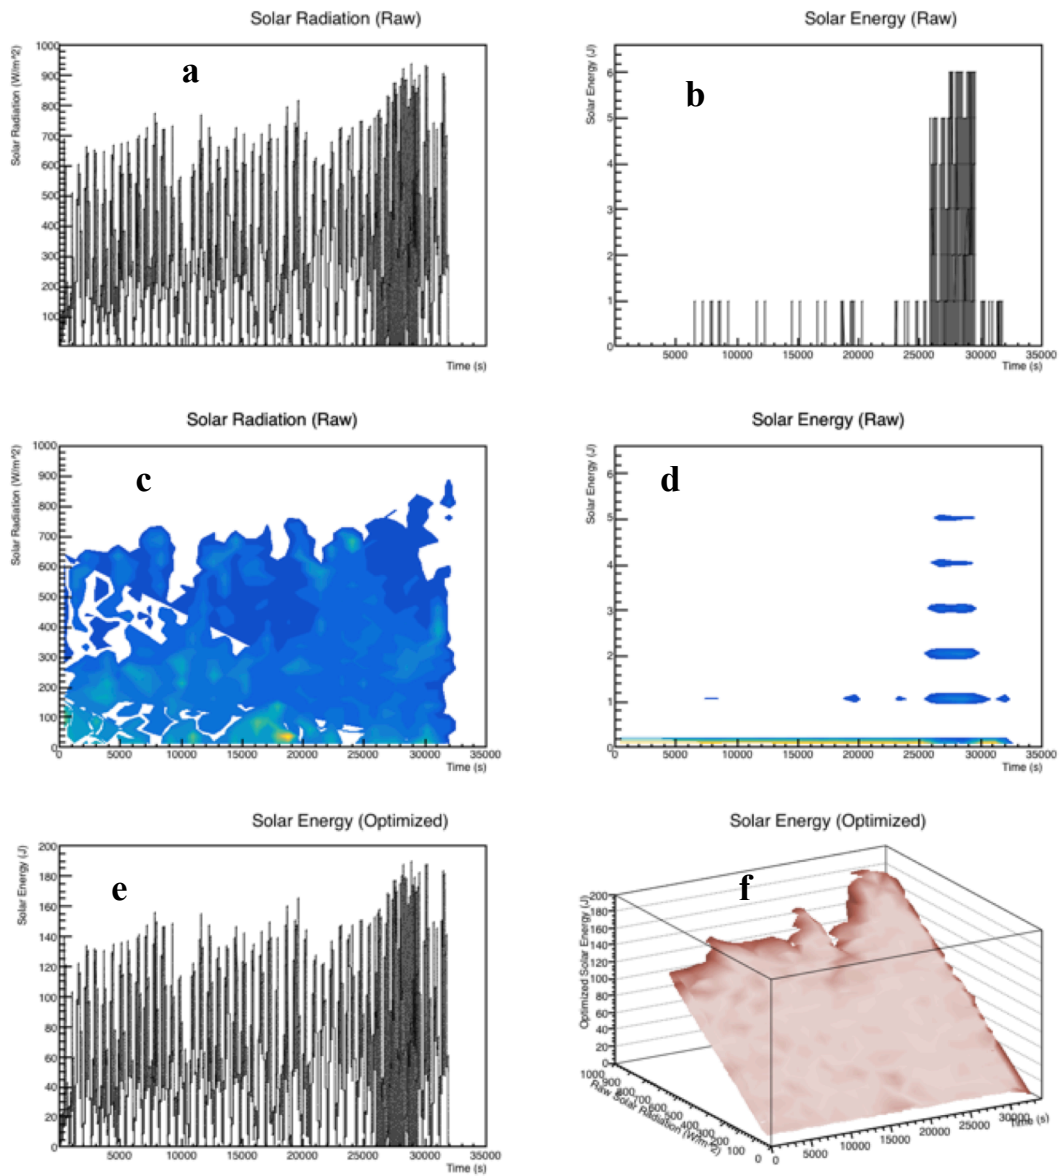 Solar Radiation (Raw)
Solar Radiation (W/m^2)
1000
900
800
700
600
500
400
300
200
100
a
Time (s)
Solar Energy (Raw)
Solar Energy (J)
6
5
4
3
2
1
0
b
5000 10000 15000 20000 25000 30000 35000
Time (s)
Solar Radiation (Raw)
Solar Radiation (W/m^2)
1000
900
800
700
600
500
400
300
200
100
0
c
0 5000 10000 15000 20000 25000 30000 35000
Time (s)
Solar Energy (Raw)
Solar Energy (J)
6
5
4
3
2
1
0
d
5000 10000 15000 20000 25000 30000 35000
Time (s)
Solar Energy (Optimized)
Solar Energy (J)
200
180
160
140
120
100
80
60
40
20
0
e
0 5000 10000 15000 20000 25000 30000 35000
Time (s)
Solar Energy (Optimized)
Optimized Solar Energy (J)
200
180
160
140
120
100
80
60
40
20
0
f
1000 900 800 700 600 500 400 300 200 100 0
Raw Solar Radiation (W/m^2)
0 5000 10000 15000 20000 25000 30000
Time (s)